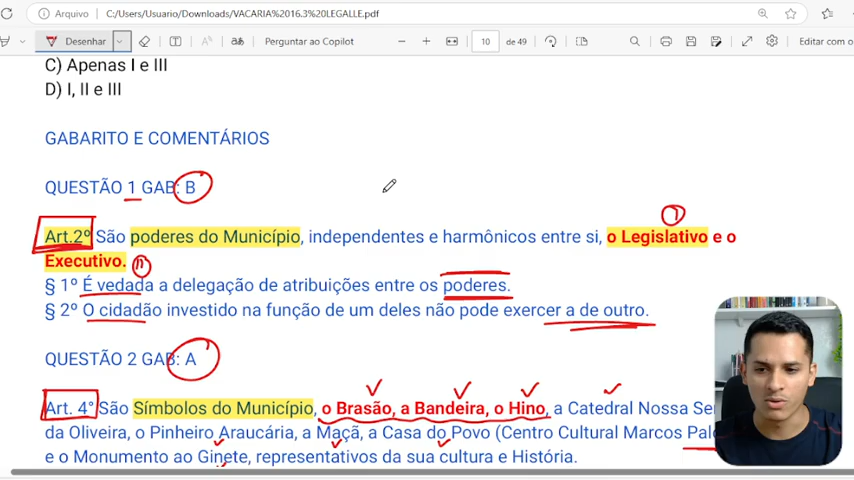 Arquivo C:/Users/Usuario/Downloads/VACARIA%2016.3%20LEGALLE.pdf
Desenhar Perguntar ao Copilot 10 de 49 Editar com o
C) Apenas I e III
D) I, II e III
GABARITO E COMENTÁRIOS
QUESTÃO 1 GAB: B
Art.2º São poderes do Município, independentes e harmônicos entre si, o Legislativo e o
Executivo.
§ 1º É vedada a delegação de atribuições entre os poderes.
§ 2º O cidadão investido na função de um deles não pode exercer a de outro.
QUESTÃO 2 GAB: A
Art. 4° São Símbolos do Município, o Brasão, a Bandeira, o Hino, a Catedral Nossa
da Oliveira, o Pinheiro Araucária, a Maçã, a Casa do Povo (Centro Cultural Marcos
e o Monumento ao Ginete, representativos da sua cultura e História.